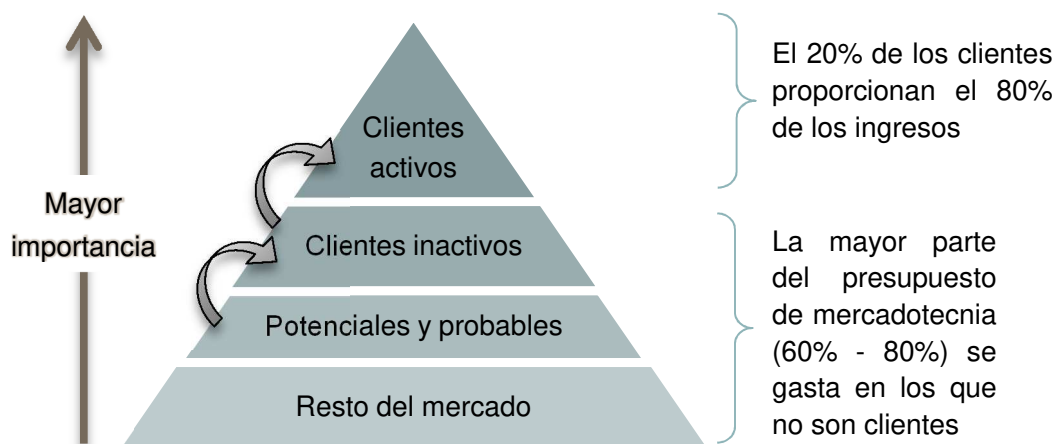 Mayor
importancia
Clientes
activos
Clientes inactivos
Potenciales y probables
Resto del mercado
El 20% de los clientes
proporcionan el 80%
de los ingresos
La mayor parte
del presupuesto
de mercadotecnia
(60% - 80%) se
gasta en los que
no son clientes